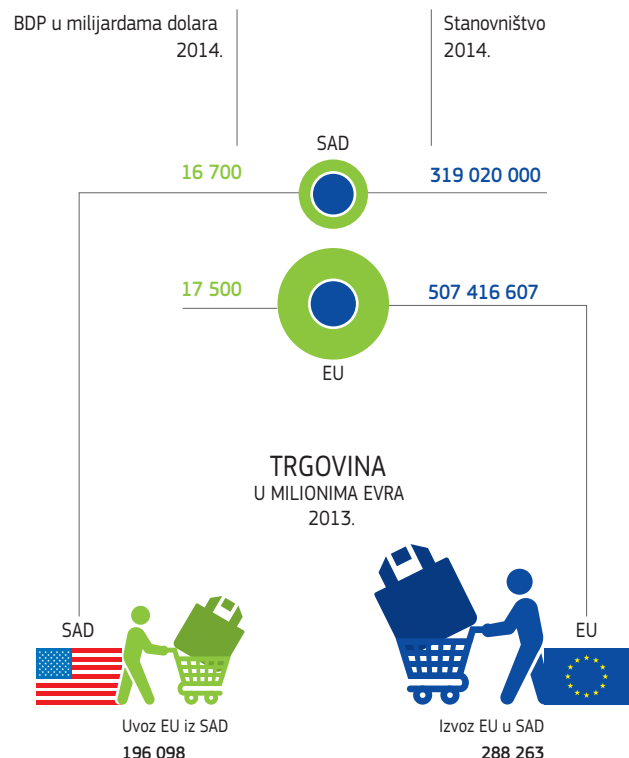 BDP u milijardama dolara
2014.
Stanovništvo
2014.
SAD
16 700
319 020 000
17 500
507 416 607
EU
TRGOVINA
U MILIONIMA EVRA
2013.
SAD
EU
Uvoz EU iz SAD
196 098
Izvoz EU u SAD
288 263